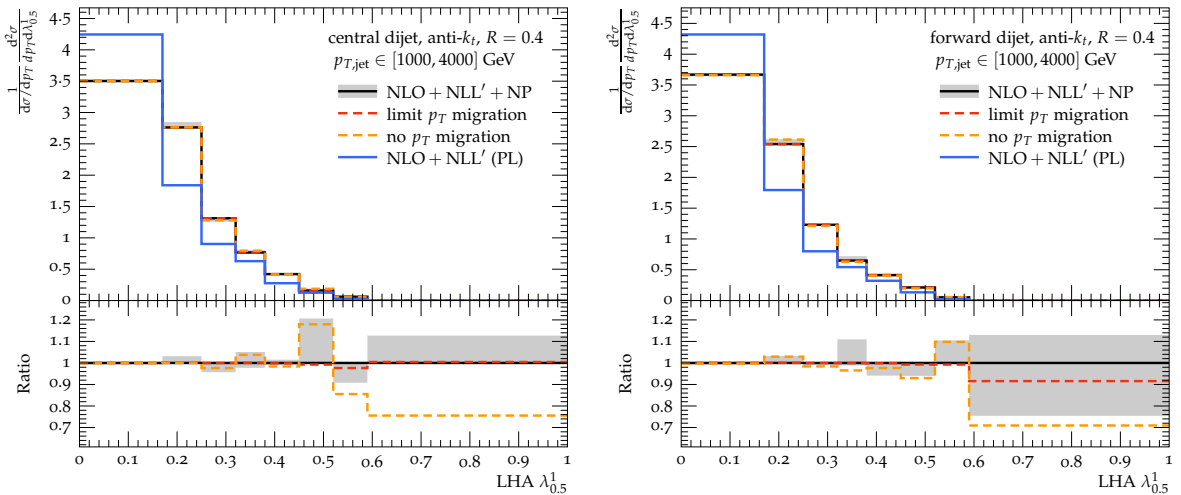 1/dσ/dp_T d²σ/dp_T dλ¹_0.5
central dijet, anti-k_t, R = 0.4
p_T,jet ∈ [1000, 4000] GeV
NLO + NLL′ + NP
limit p_T migration
no p_T migration
NLO + NLL′ (PL)
4.5
4
3.5
3
2.5
2
1.5
1
0.5
0
Ratio
1.2
1.1
1
0.9
0.8
0.7
0 0.1 0.2 0.3 0.4 0.5 0.6 0.7 0.8 0.9 1
LHA λ¹_0.5
1/dσ/dp_T d²σ/dp_T dλ¹_0.5
forward dijet, anti-k_t, R = 0.4
p_T,jet ∈ [1000, 4000] GeV
NLO + NLL′ + NP
limit p_T migration
no p_T migration
NLO + NLL′ (PL)
4.5
4
3.5
3
2.5
2
1.5
1
0.5
0
Ratio
1.2
1.1
1
0.9
0.8
0.7
0 0.1 0.2 0.3 0.4 0.5 0.6 0.7 0.8 0.9 1
LHA λ¹_0.5